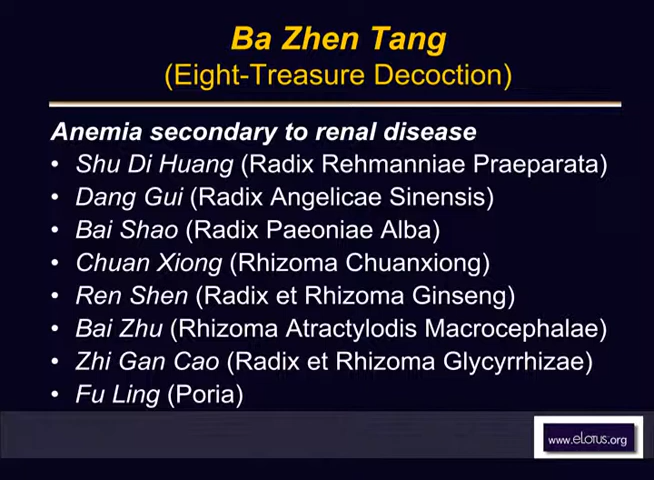 Ba Zhen Tang
(Eight-Treasure Decoction)
Anemia secondary to renal disease
• Shu Di Huang (Radix Rehmanniae Praeparata)
• Dang Gui (Radix Angelicae Sinensis)
• Bai Shao (Radix Paeoniae Alba)
• Chuan Xiong (Rhizoma Chuanxiong)
• Ren Shen (Radix et Rhizoma Ginseng)
• Bai Zhu (Rhizoma Atractylodis Macrocephalae)
• Zhi Gan Cao (Radix et Rhizoma Glycyrrhizae)
• Fu Ling (Poria)
www.eLotus.org